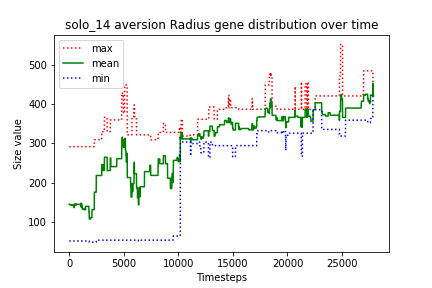 solo_14 aversion Radius gene distribution over time
max
mean
min
Size value
500
400
300
200
100
0
5000
10000
15000
20000
25000
Timesteps